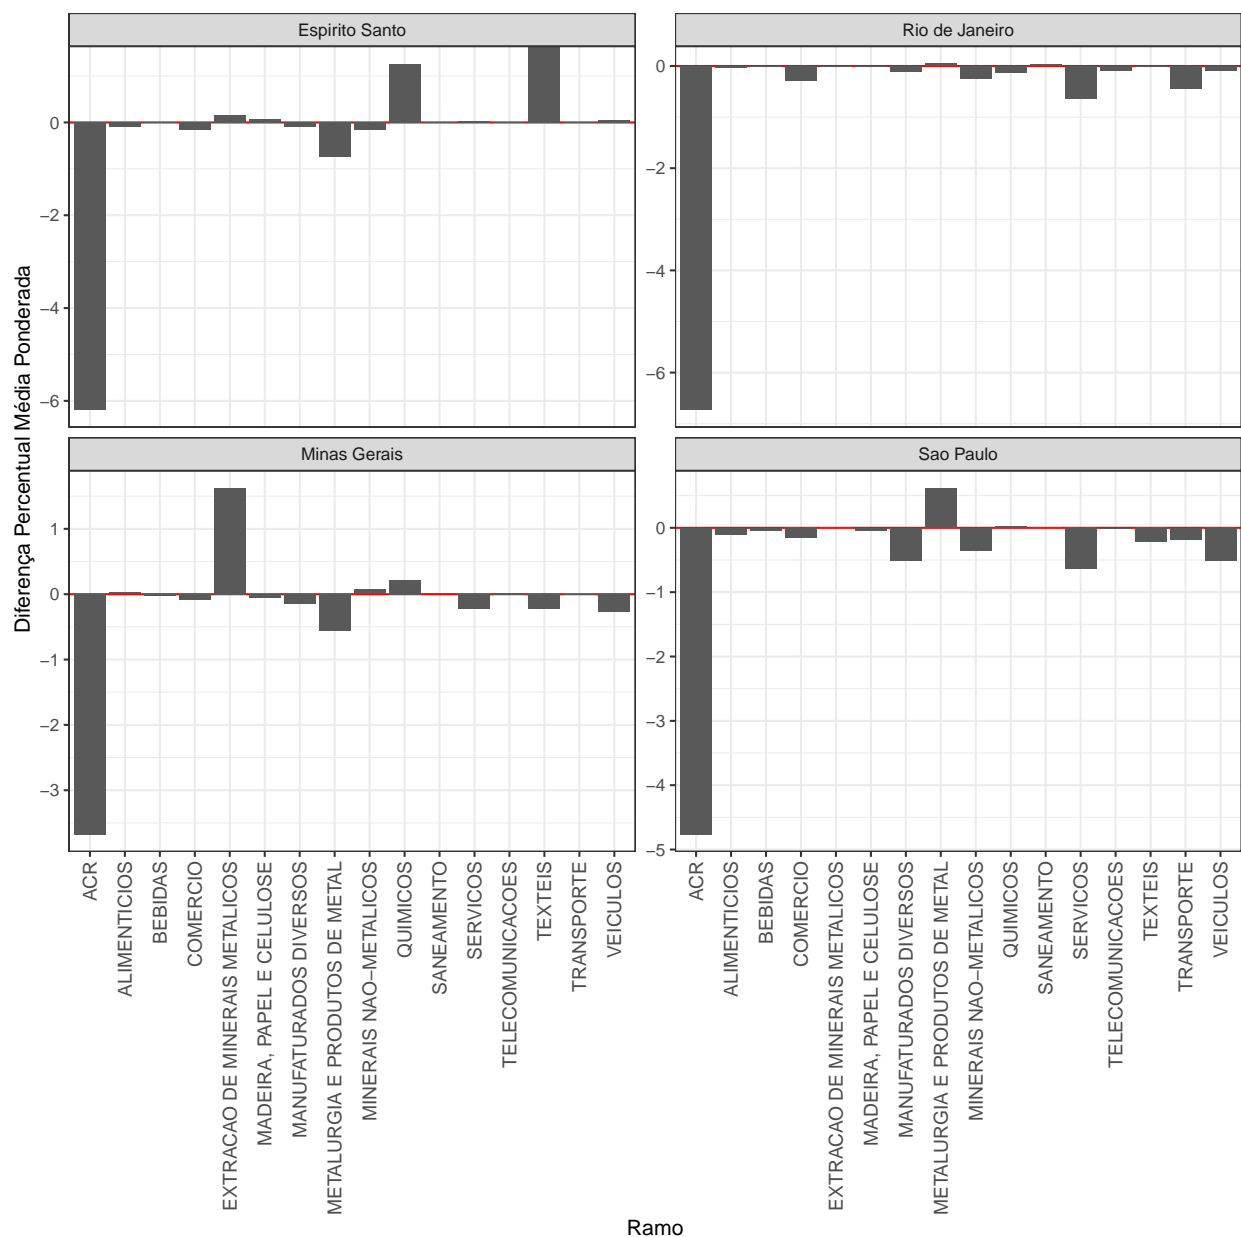 Espirito Santo
Rio de Janeiro
0
−2
−4
−6
0
−2
−4
−6
Diferença Percentual Média Ponderada
Minas Gerais
Sao Paulo
1
0
−1
−2
−3
0
−1
−2
−3
−4
−5
ACR
ALIMENTICIOS
BEBIDAS
COMERCIO
EXTRACAO DE MINERAIS METALICOS
MADEIRA, PAPEL E CELULOSE
MANUFATURADOS DIVERSOS
METALURGIA E PRODUTOS DE METAL
MINERAIS NAO−METALICOS
QUIMICOS
SANEAMENTO
SERVICOS
TELECOMUNICACOES
TEXTEIS
TRANSPORTE
VEICULOS
ACR
ALIMENTICIOS
BEBIDAS
COMERCIO
EXTRACAO DE MINERAIS METALICOS
MADEIRA, PAPEL E CELULOSE
MANUFATURADOS DIVERSOS
METALURGIA E PRODUTOS DE METAL
MINERAIS NAO−METALICOS
QUIMICOS
SANEAMENTO
SERVICOS
TELECOMUNICACOES
TEXTEIS
TRANSPORTE
VEICULOS
Ramo